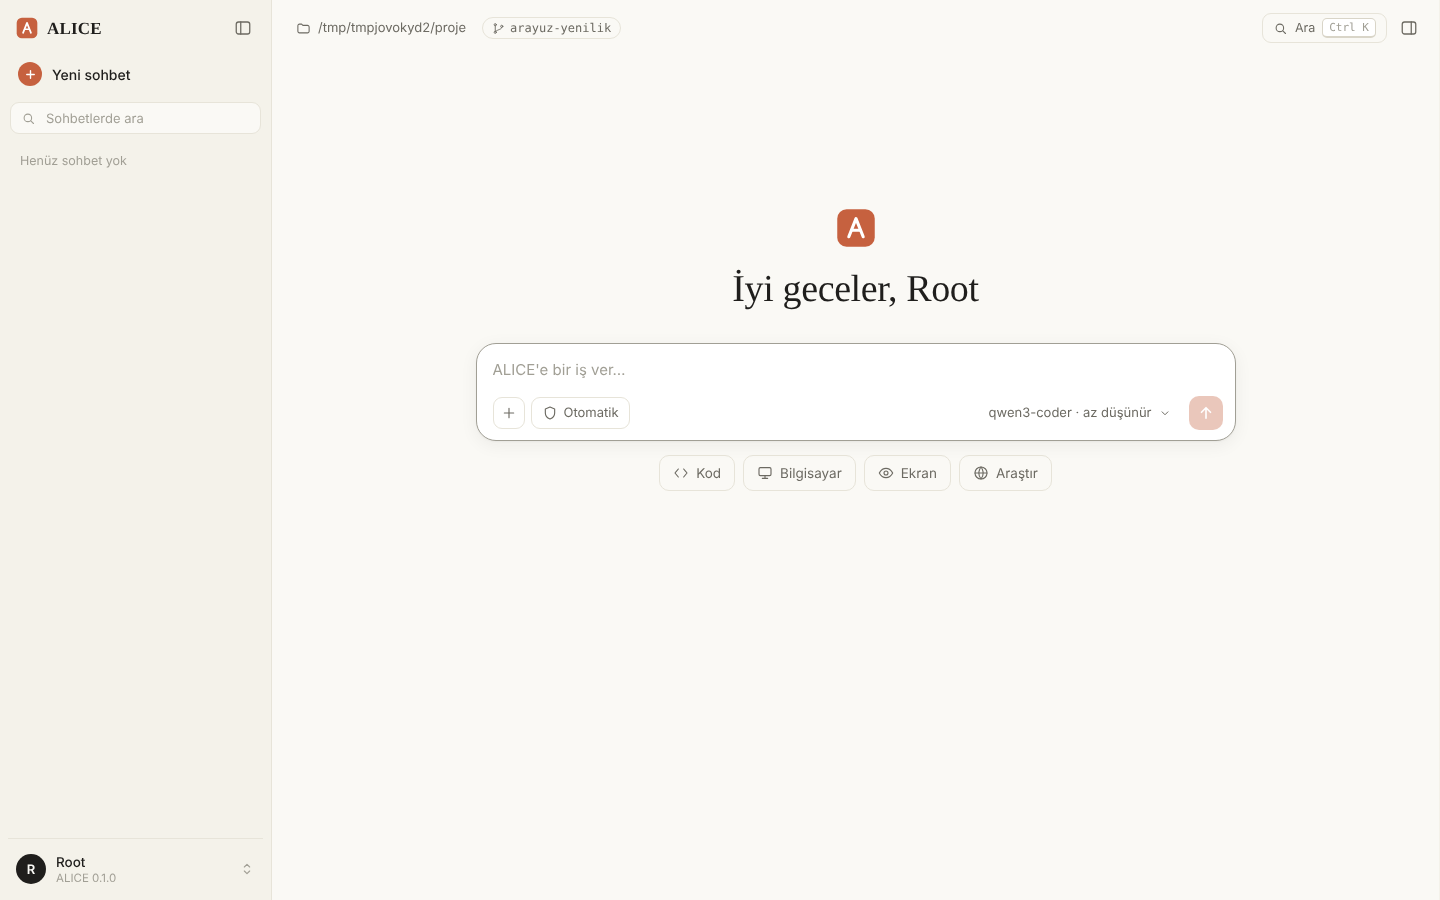 ALICE
Yeni sohbet
Sohbetlerde ara
Henüz sohbet yok
/tmp/tmpjovokyd2/proje
arayuz-yenilik
Ara Ctrl K
A
İyi geceler, Root
ALICE'e bir iş ver...
Otomatik
qwen3-coder · az düşünür
Kod
Bilgisayar
Ekran
Araştır
R
Root
ALICE 0.1.0